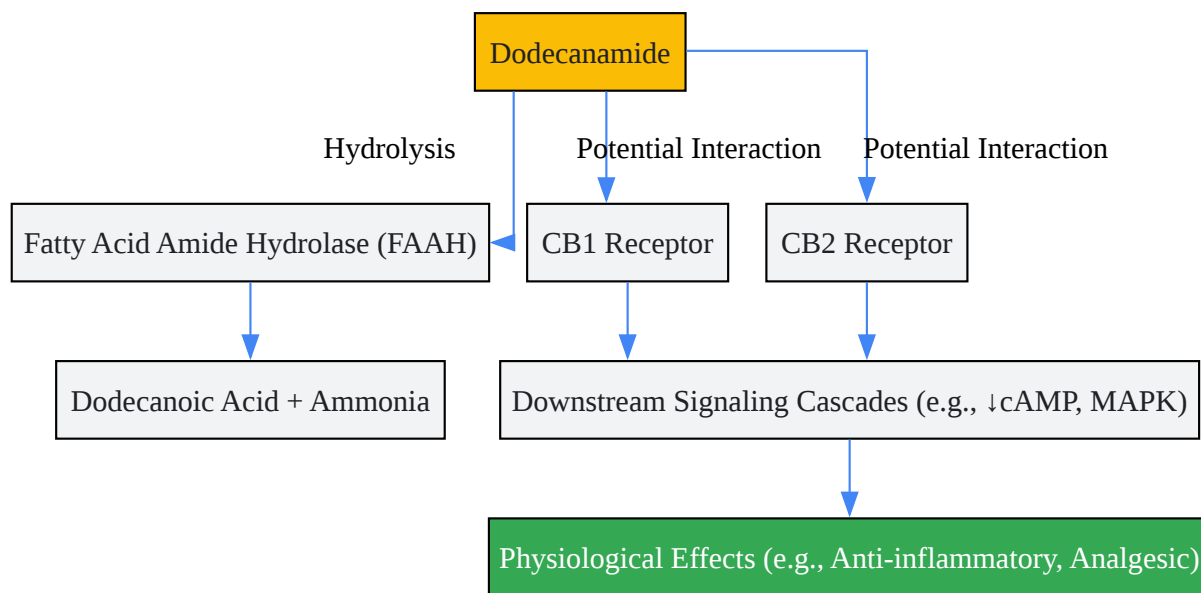 Dodecanamide
Hydrolysis
Potential Interaction
Potential Interaction
Fatty Acid Amide Hydrolase (FAAH)
CB1 Receptor
CB2 Receptor
Dodecanoic Acid + Ammonia
Downstream Signaling Cascades (e.g., ↓cAMP, MAPK)
Physiological Effects (e.g., Anti-inflammatory, Analgesic)